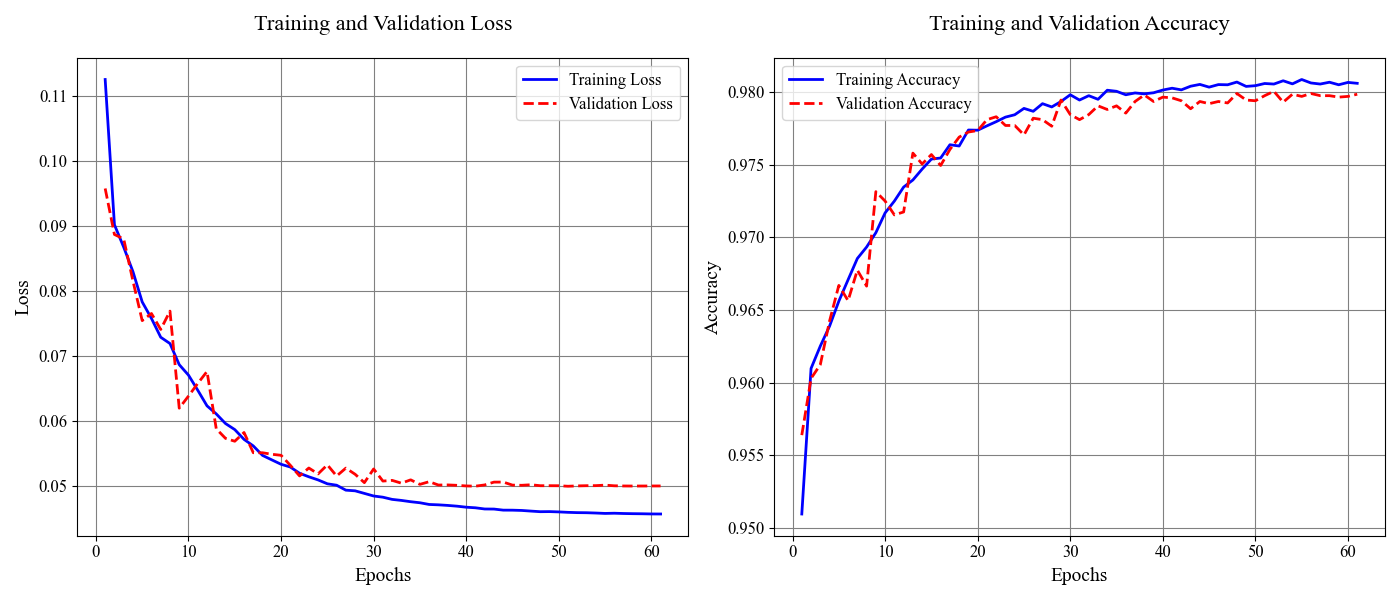 Training and Validation Loss
Training Loss
Validation Loss
0.11
0.10
0.09
0.08
0.07
0.06
0.05
Loss
0 10 20 30 40 50 60
Epochs
Training and Validation Accuracy
Training Accuracy
Validation Accuracy
0.980
0.975
0.970
0.965
0.960
0.955
0.950
Accuracy
0 10 20 30 40 50 60
Epochs